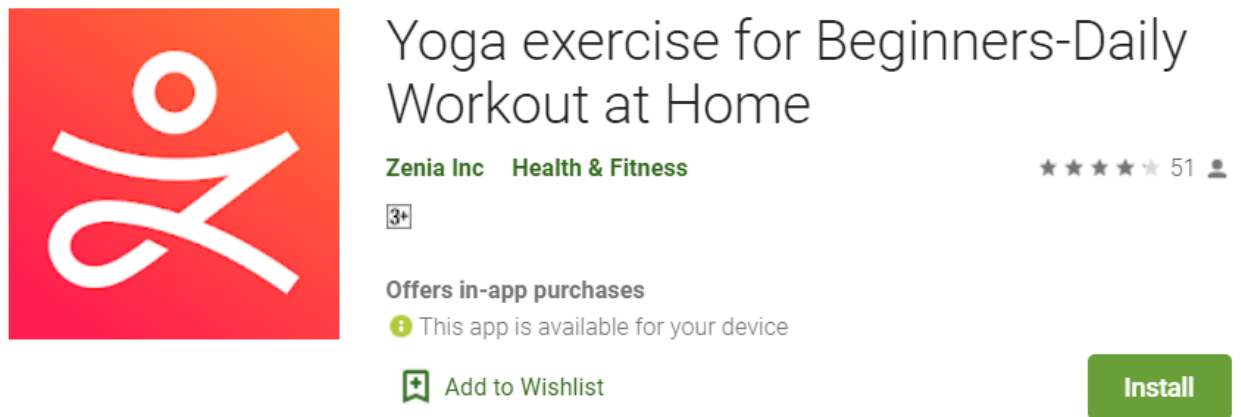 Yoga exercise for Beginners-Daily
Workout at Home
Zenia Inc Health & Fitness 51
3+
Offers in-app purchases
This app is available for your device
Add to Wishlist
Install